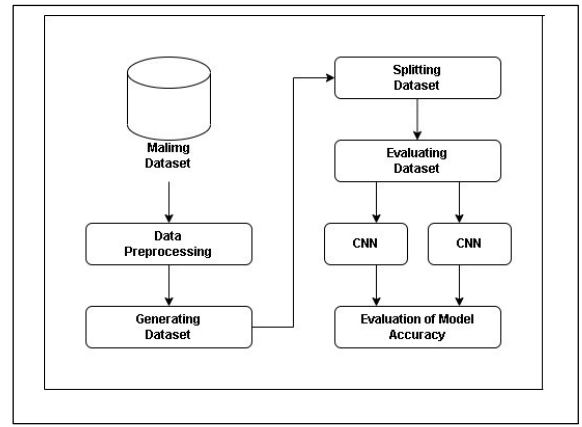 Malimg
Dataset
Data
Preprocessing
Generating
Dataset
Splitting
Dataset
Evaluating
Dataset
CNN
CNN
Evaluation of Model
Accuracy